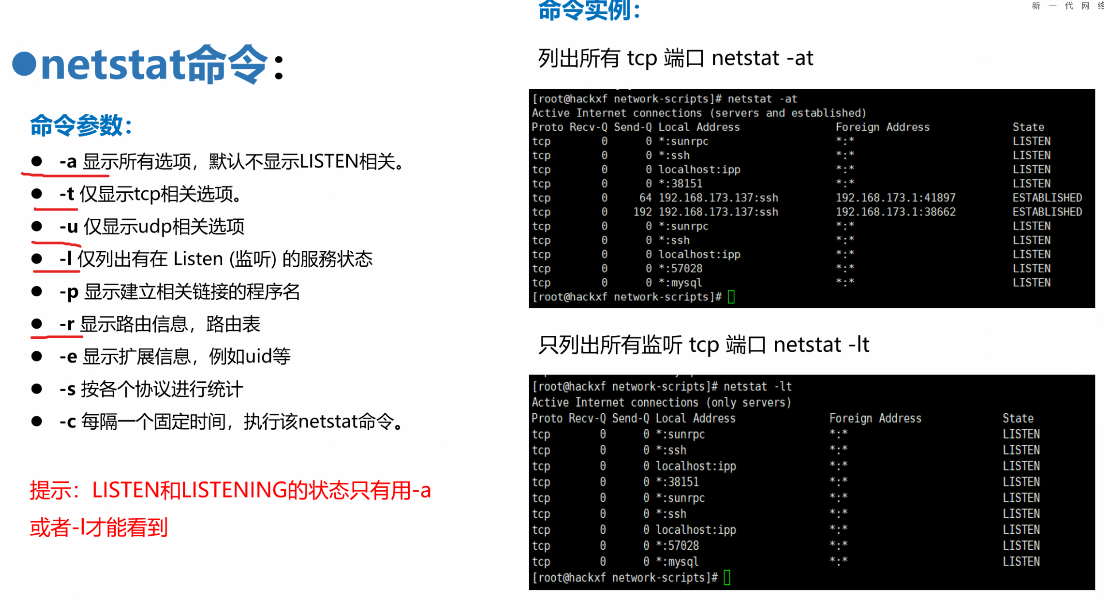 新一代网络
●netstat命令：
命令参数：
● -a 显示所有选项，默认不显示LISTEN相关。
● -t 仅显示tcp相关选项。
● -u 仅显示udp相关选项
● -l 仅列出有在 Listen (监听) 的服務状态
● -p 显示建立相关链接的程序名
● -r 显示路由信息，路由表
● -e 显示扩展信息，例如uid等
● -s 按各个协议进行统计
● -c 每隔一个固定时间，执行该netstat命令。
提示：LISTEN和LISTENING的状态只有用-a
或者-l才能看到
命令实例：
列出所有 tcp 端口 netstat -at
[root@hackxf network-scripts]# netstat -at
Active Internet connections (servers and established)
Proto Recv-Q Send-Q Local Address Foreign Address State
tcp 0 0 *:sunrpc *:* LISTEN
tcp 0 0 *:ssh *:* LISTEN
tcp 0 0 localhost:ipp *:* LISTEN
tcp 0 0 *:38151 *:* LISTEN
tcp 0 64 192.168.173.137:ssh 192.168.173.1:41897 ESTABLISHED
tcp 0 192 192.168.173.137:ssh 192.168.173.1:38662 ESTABLISHED
tcp 0 0 *:sunrpc *:* LISTEN
tcp 0 0 *:ssh *:* LISTEN
tcp 0 0 localhost:ipp *:* LISTEN
tcp 0 0 *:57028 *:* LISTEN
tcp 0 0 *:mysql *:* LISTEN
[root@hackxf network-scripts]#
只列出所有监听 tcp 端口 netstat -lt
[root@hackxf network-scripts]# netstat -lt
Active Internet connections (only servers)
Proto Recv-Q Send-Q Local Address Foreign Address State
tcp 0 0 *:sunrpc *:* LISTEN
tcp 0 0 *:ssh *:* LISTEN
tcp 0 0 localhost:ipp *:* LISTEN
tcp 0 0 *:38151 *:* LISTEN
tcp 0 0 *:sunrpc *:* LISTEN
tcp 0 0 *:ssh *:* LISTEN
tcp 0 0 localhost:ipp *:* LISTEN
tcp 0 0 *:57028 *:* LISTEN
tcp 0 0 *:mysql *:* LISTEN
[root@hackxf network-scripts]#